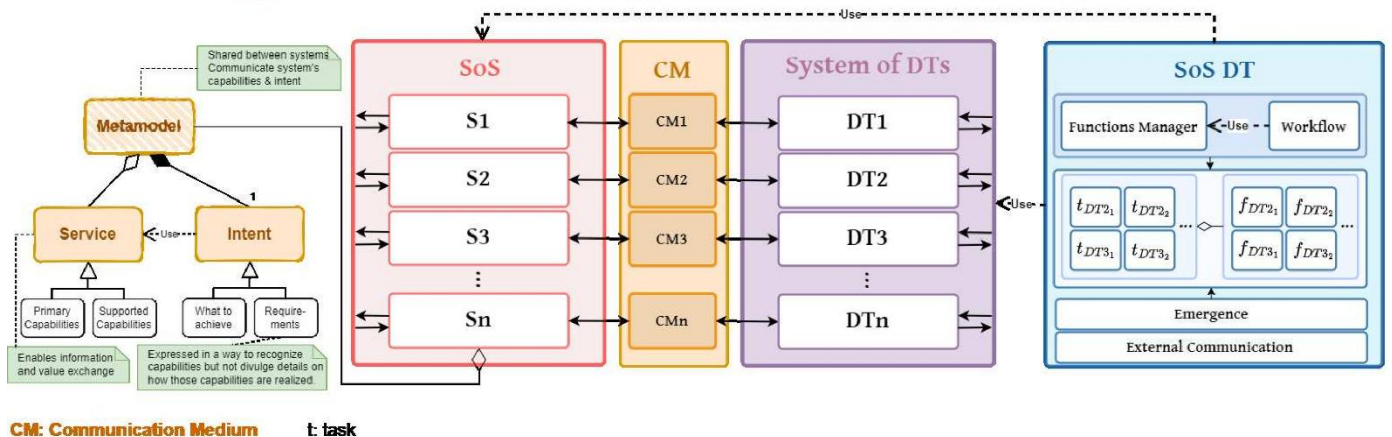 Use
Shared between systems
Communicate system's
capabilities & intent
Metamodel
1
Service
Use
Intent
Primary
Capabilities
Supported
Capabilities
What to
achieve
Require-
ments
Enables information
and value exchange
Expressed in a way to recognize
capabilities but not divulge details on
how those capabilities are realized.
SoS
S1
S2
S3
...
Sn
CM
CM1
CM2
CM3
CMn
System of DTs
DT1
DT2
DT3
...
DTn
Use
SoS DT
Functions Manager
Use
Workflow
t_{DT2_1} t_{DT2_2}
...
t_{DT3_1} t_{DT3_2}
f_{DT2_1} f_{DT2_2}
...
f_{DT3_1} f_{DT3_2}
Emergence
External Communication
CM: Communication Medium t: task